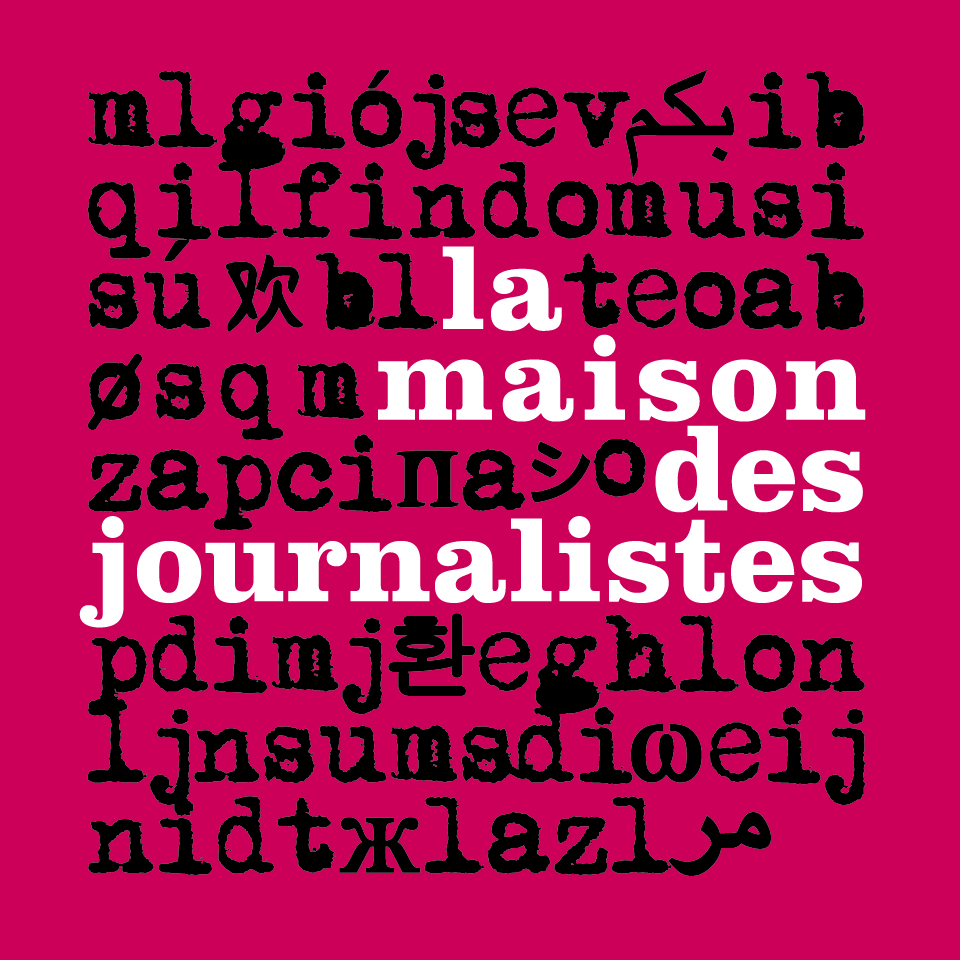 mlgiójsevبكمib
qilfindomusi
sú欢bllateoab
øsqmmaison
zapciпaシodes
journalistes
pdimj환eghlon
ljnsumsdiωeij
nidtжlazlمر